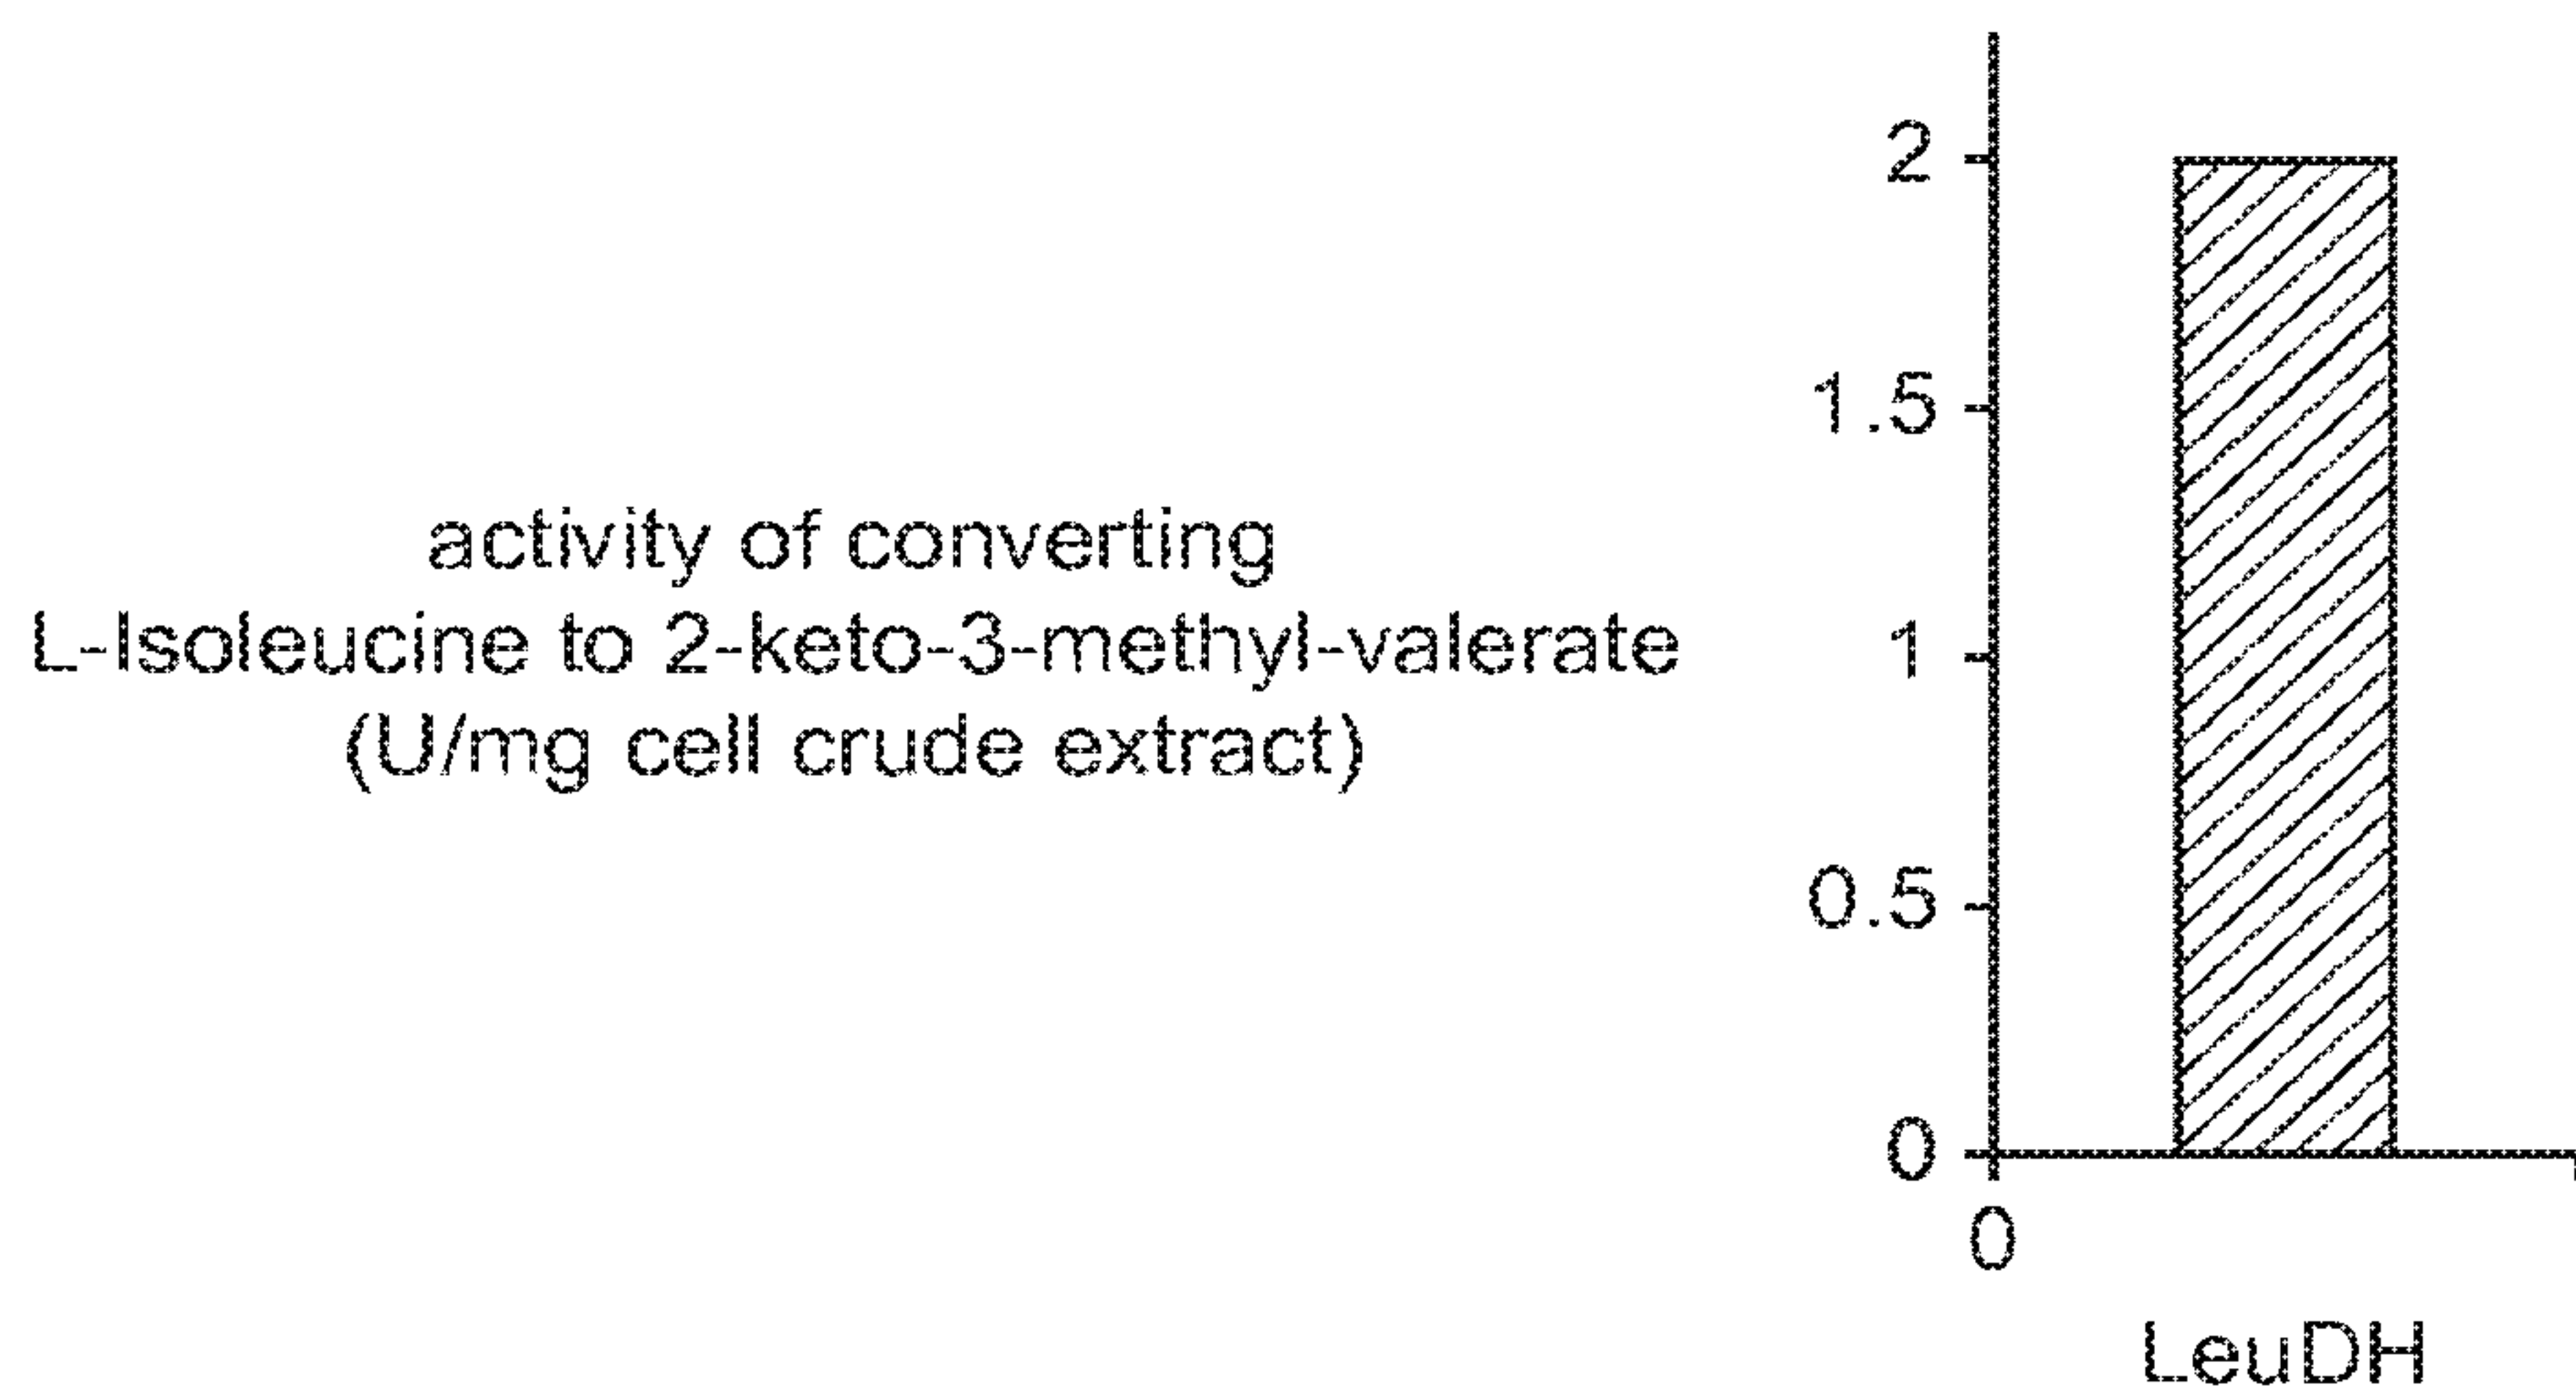 activity of converting
L-Isoleucine to 2-keto-3-methyl-valerate
(U/mg cell crude extract)
2
1.5
1
0.5
0
0
LeuDH